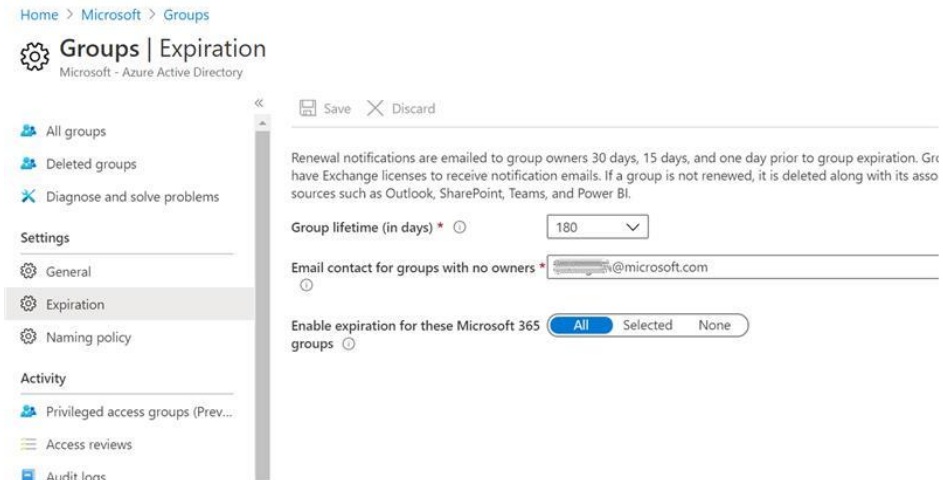 Home > Microsoft > Groups
Groups | Expiration
Microsoft - Azure Active Directory
«
All groups
Deleted groups
Diagnose and solve problems
Settings
General
Expiration
Naming policy
Activity
Privileged access groups (Prev...
Access reviews
Audit logs
Save Discard
Renewal notifications are emailed to group owners 30 days, 15 days, and one day prior to group expiration. Gro
have Exchange licenses to receive notification emails. If a group is not renewed, it is deleted along with its asso
sources such as Outlook, SharePoint, Teams, and Power BI.
Group lifetime (in days) * 180
Email contact for groups with no owners * @microsoft.com
Enable expiration for these Microsoft 365 All Selected None
groups